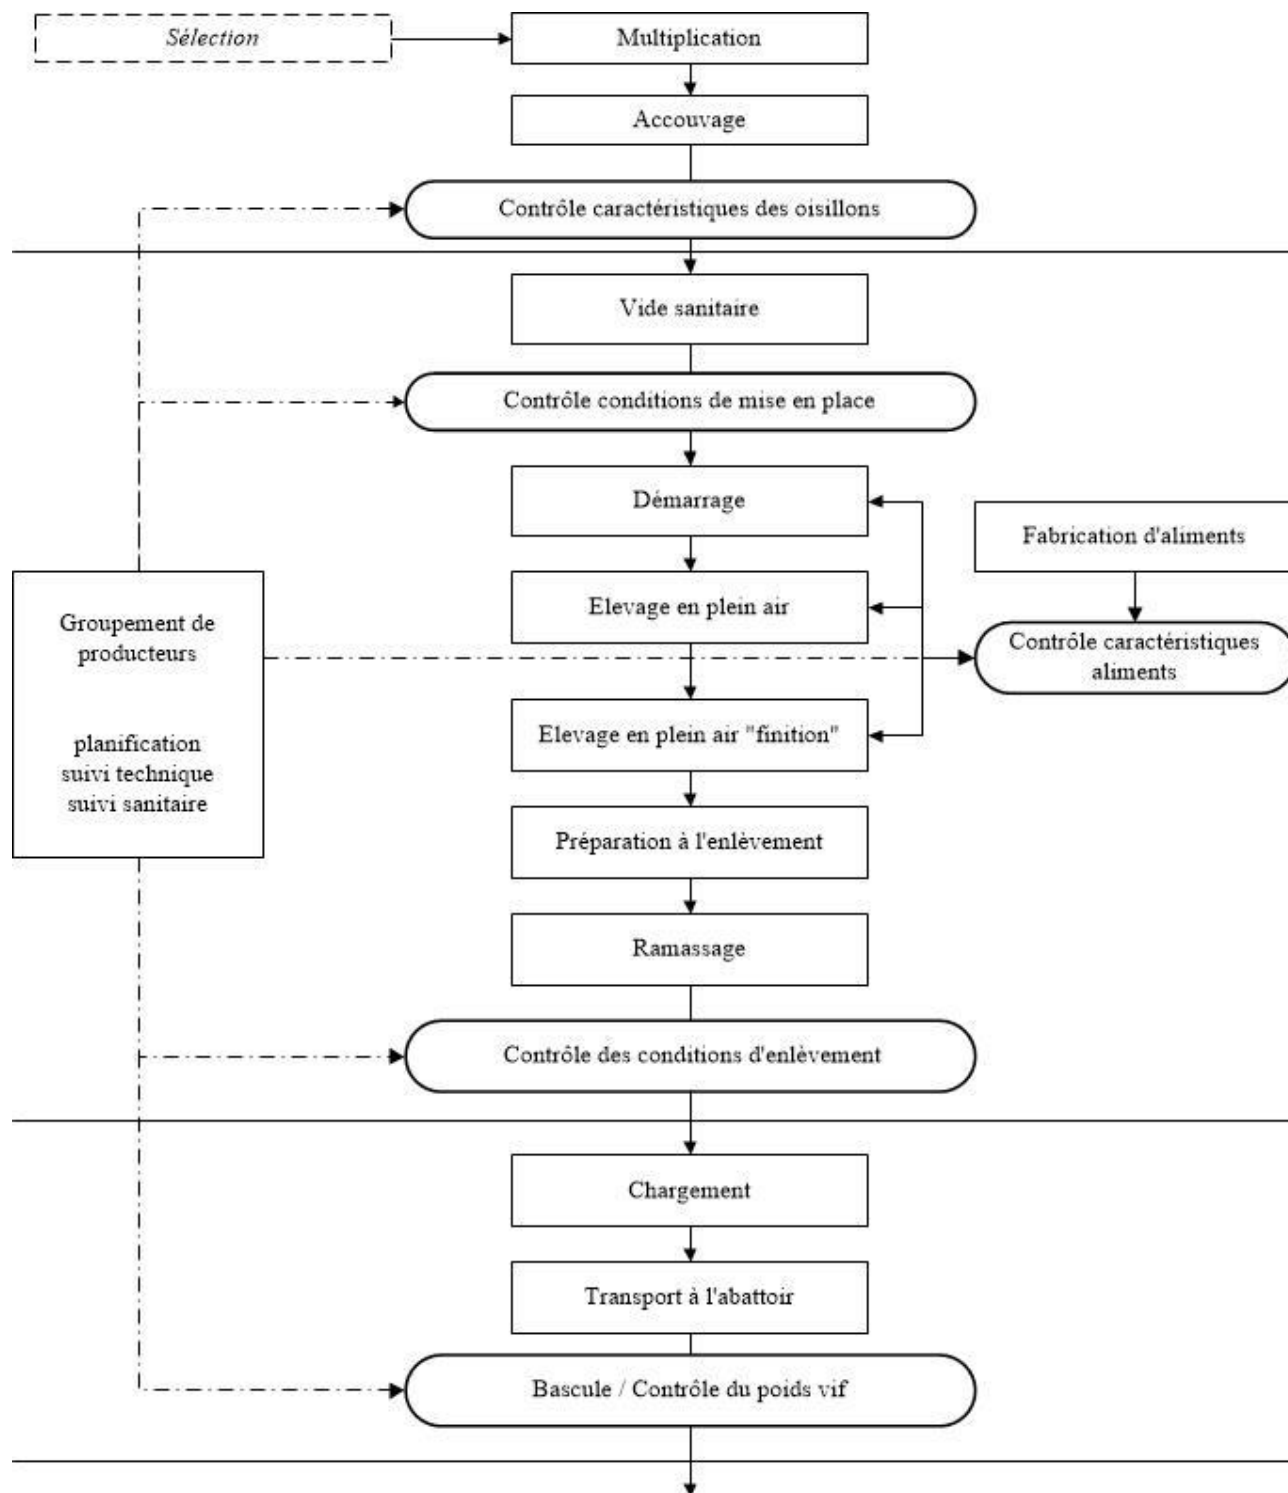 Sélection
Multiplication
Accouvage
Contrôle caractéristiques des oisillons
Vide sanitaire
Contrôle conditions de mise en place
Démarrage
Fabrication d'aliments
Elevage en plein air
Groupement de
producteurs
planification
suivi technique
suivi sanitaire
Contrôle caractéristiques
aliments
Elevage en plein air "finition"
Préparation à l'enlèvement
Ramassage
Contrôle des conditions d'enlèvement
Chargement
Transport à l'abattoir
Bascule / Contrôle du poids vif